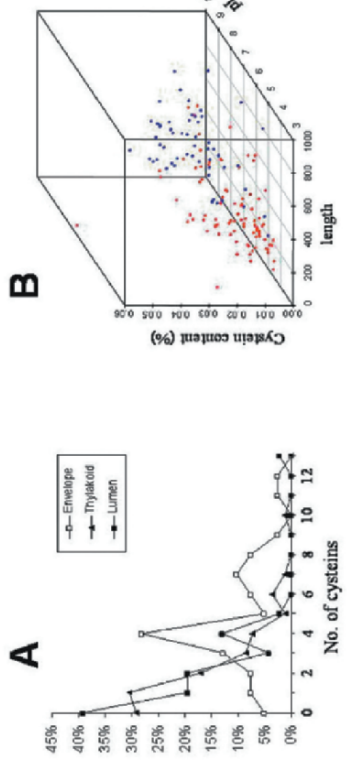 A
45%
40%
35%
30%
25%
20%
15%
10%
5%
0%
0 2 4 6 8 10 12
No. of cysteins
Envelope
Thylakoid
Lumen
B
Cystein content (%)
0.06
0.05
0.04
0.03
0.02
0.01
0.00
0 200 400 600 800 1000
length
3 4 5 6 7 8 9
pI